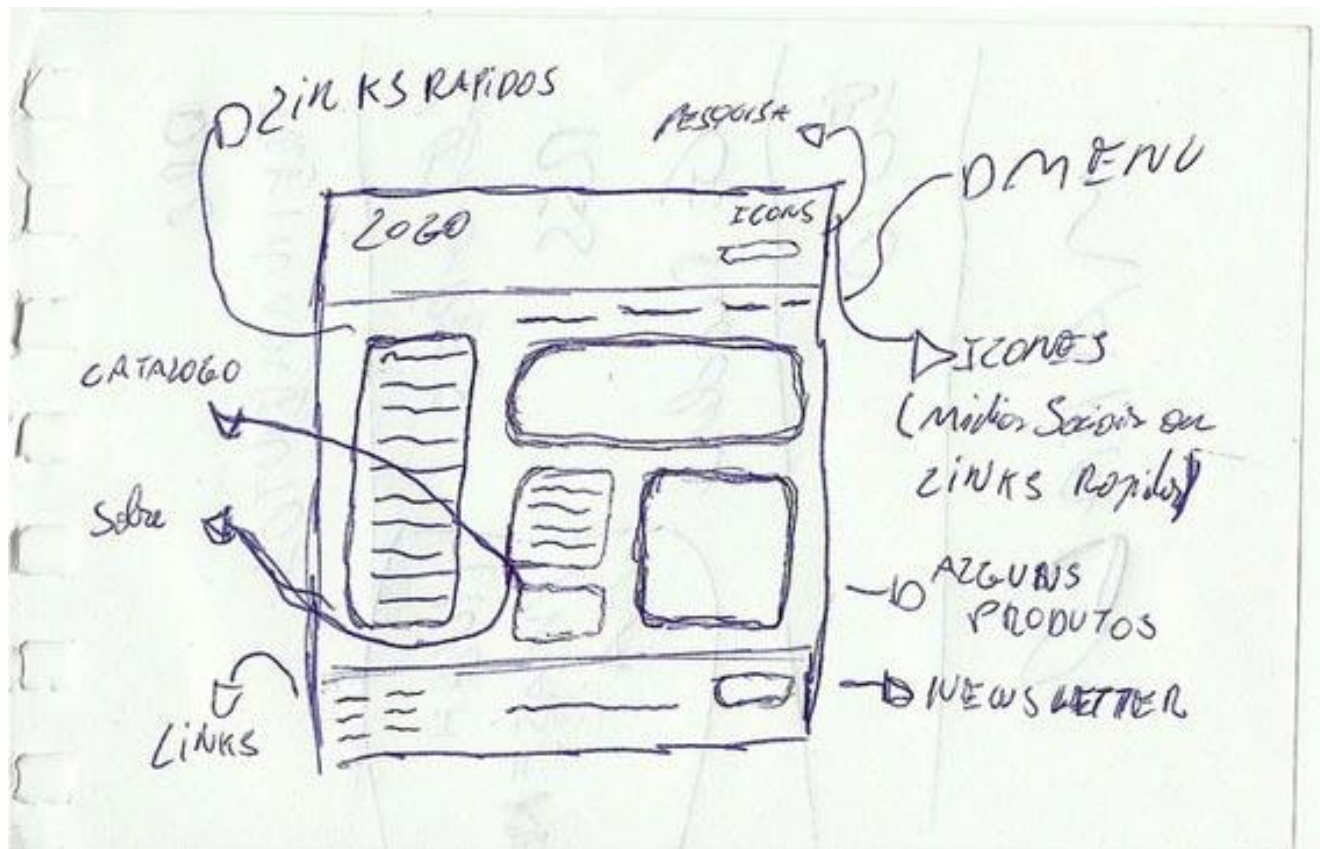 LINKS RAPIDOS
PESQUISA
MENU
LOGO
ICONS
CATALOGO
ICONES
(Midias Sociais ou
LINKS Rapidos)
Sobre
ALGUNS
PRODUTOS
LINKS
NEWSLETTER